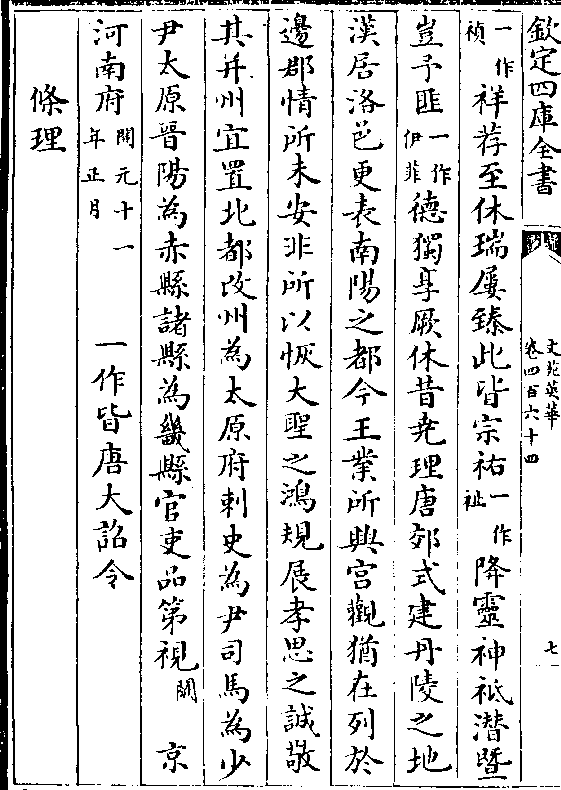 欽定四庫全書
文苑英華
卷四百六十四
七
一作禎祥荐至休瑞屢臻此皆宗祐一作祉降靈神祗潛曁
豈予匪一作伊菲德獨享厥休昔堯理唐郊式建丹陵之地
漢居洛邑更表南陽之都今王業所興宫觀猶在列於
邊郡情所未安非所以恢大聖之鴻規展孝思之誠敬
其并州宜置北都改州為太原府刺史為尹司馬為少
尹太原晉陽為赤縣諸縣為畿縣官吏品第視闕京
河南府開元十一年正月 一作皆唐大詔令
條理